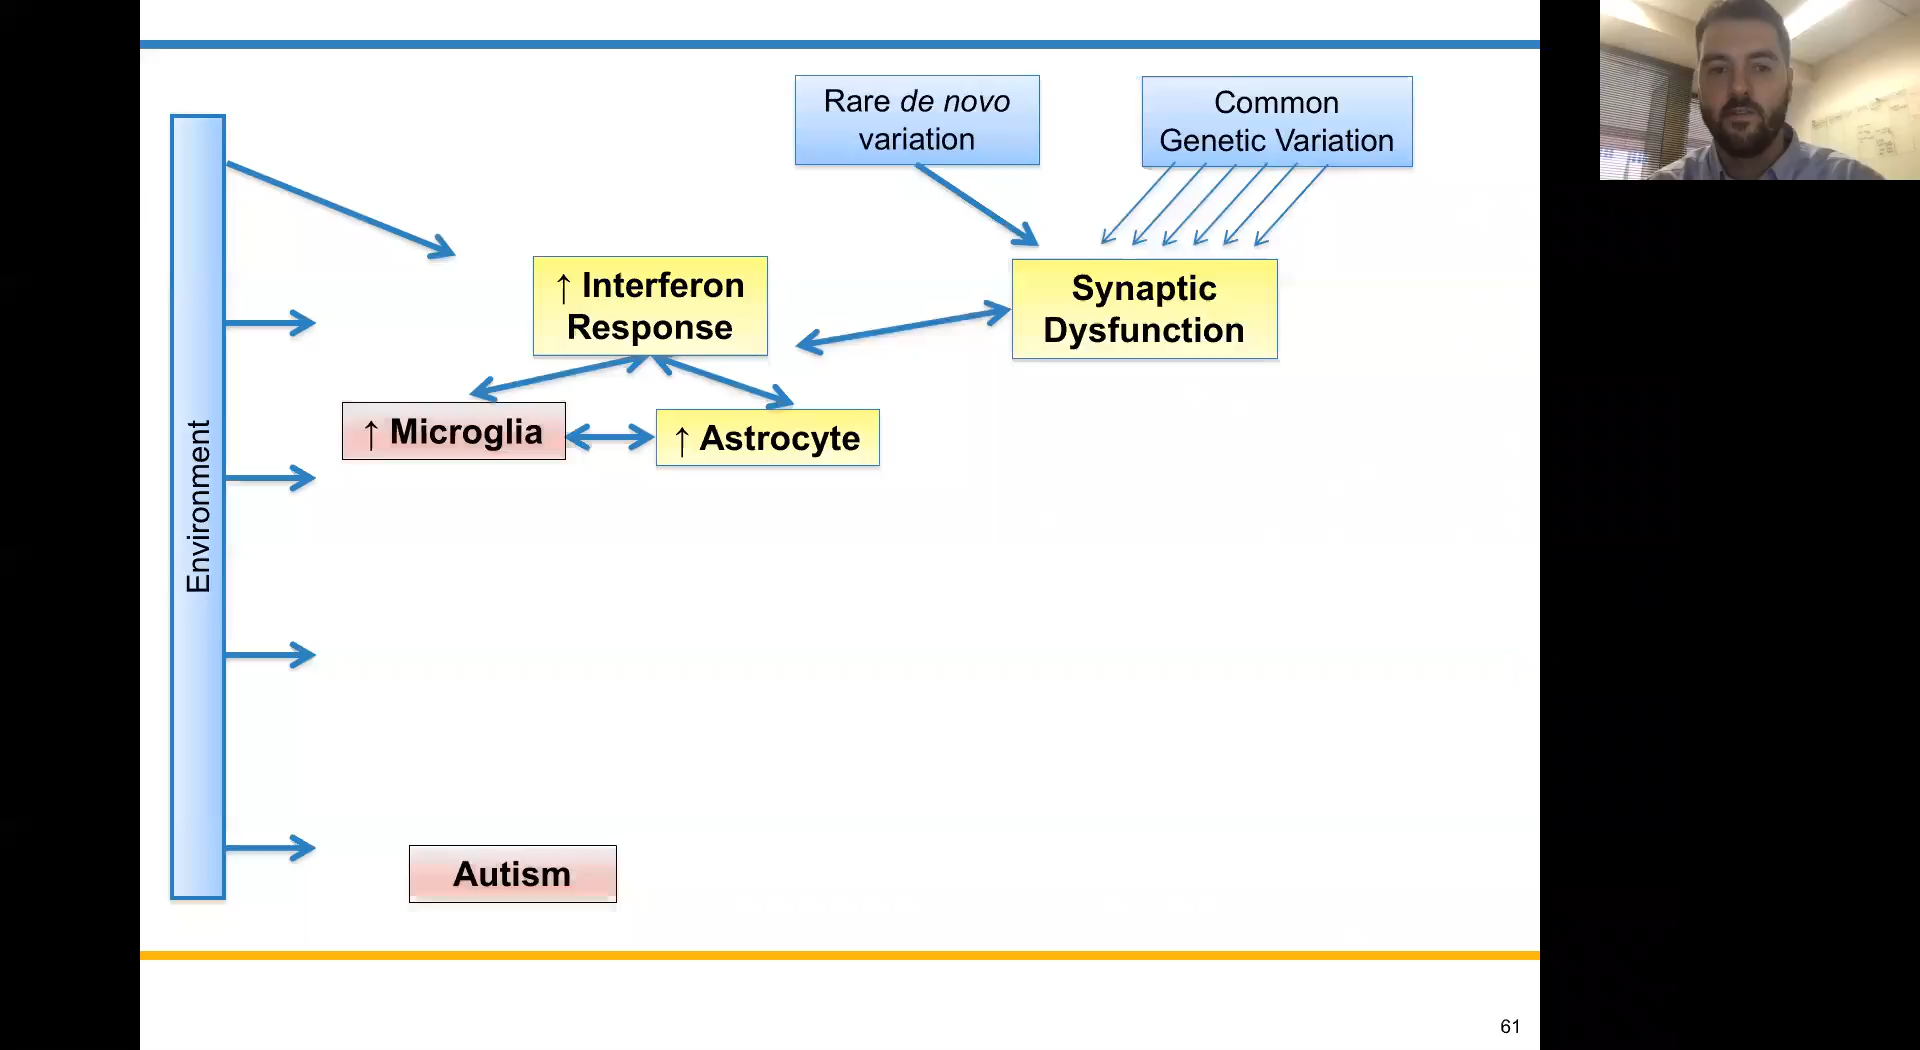 Rare de novo
variation
Common
Genetic Variation
↑ Interferon
Response
Synaptic
Dysfunction
↑ Microglia
↑ Astrocyte
Environment
Autism
61